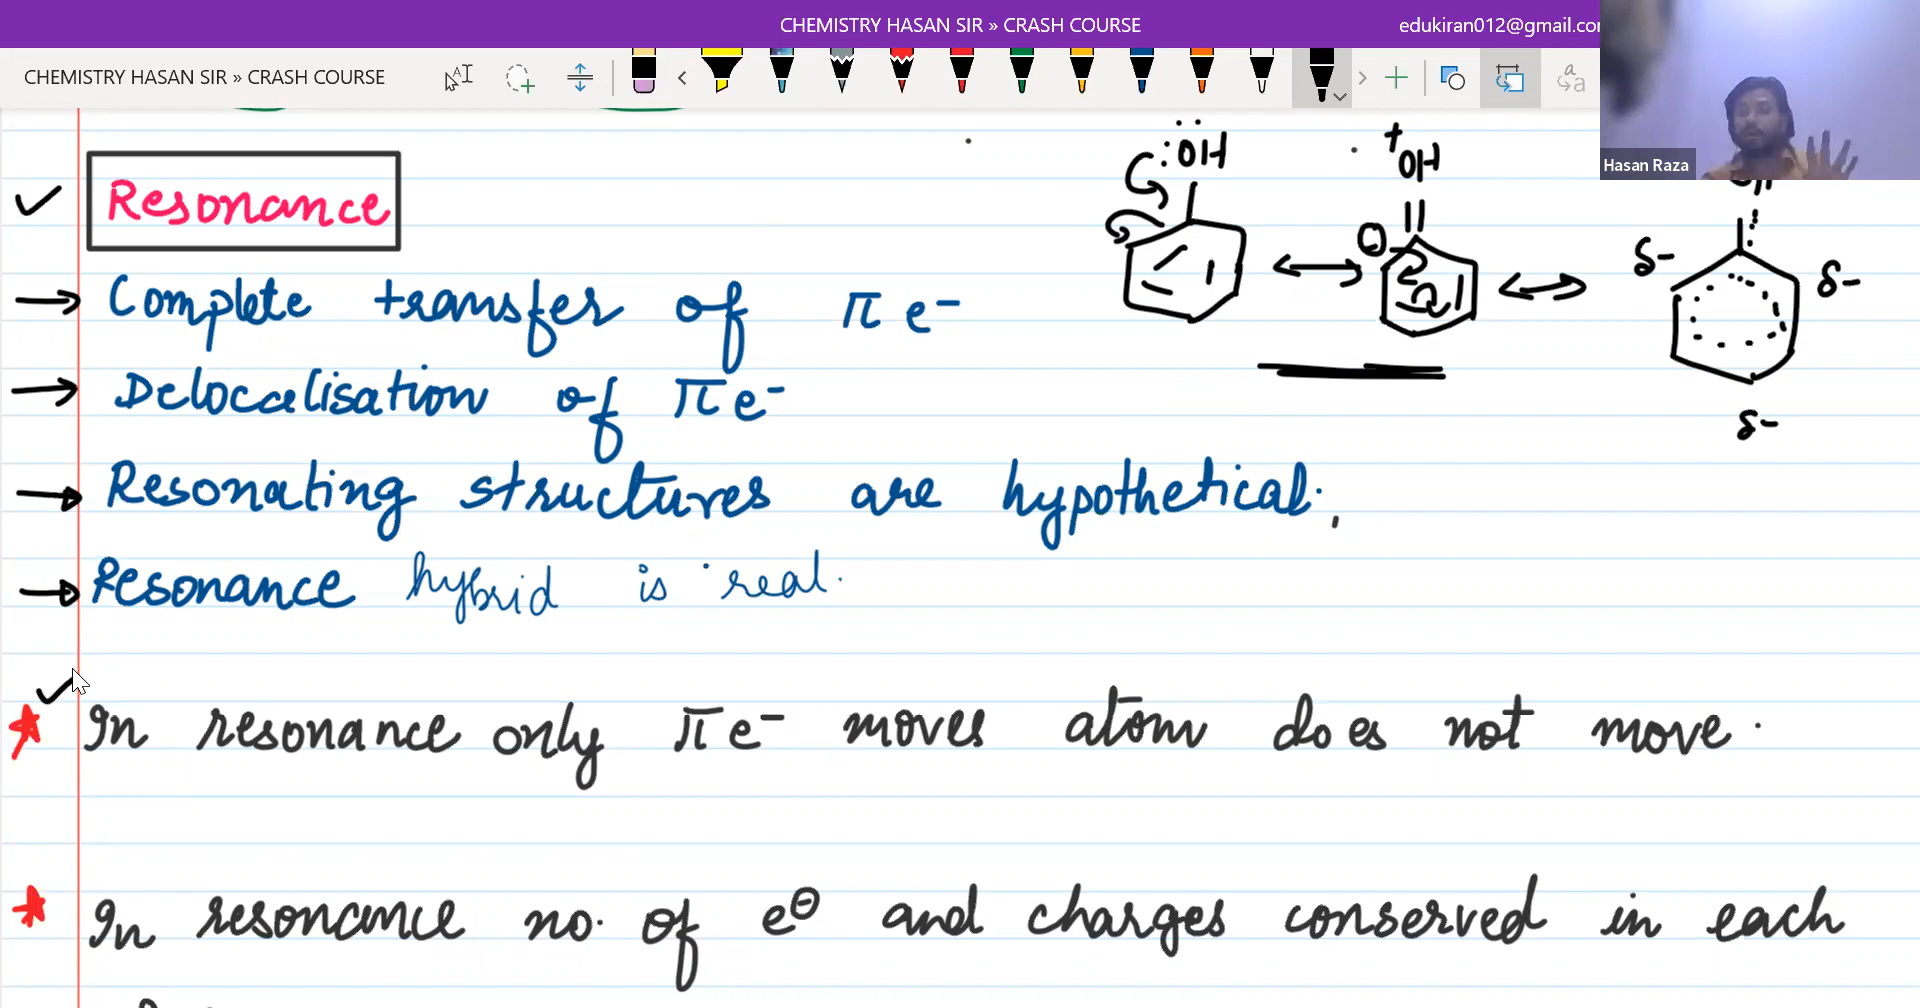 CHEMISTRY HASAN SIR » CRASH COURSE
edukiran012@gmail.co
CHEMISTRY HASAN SIR » CRASH COURSE
Hasan Raza
:ÖH
+
OH
Resonance
⊖
δ-
δ-
δ-
→ Complete transfer of π e-
→ Delocalisation of π e-
→ Resonating structures are hypothetical.
→ Resonance hybrid is real.
In resonance only π e- moves atom does not move.
In resonance no. of e⊖ and charges conserved in each